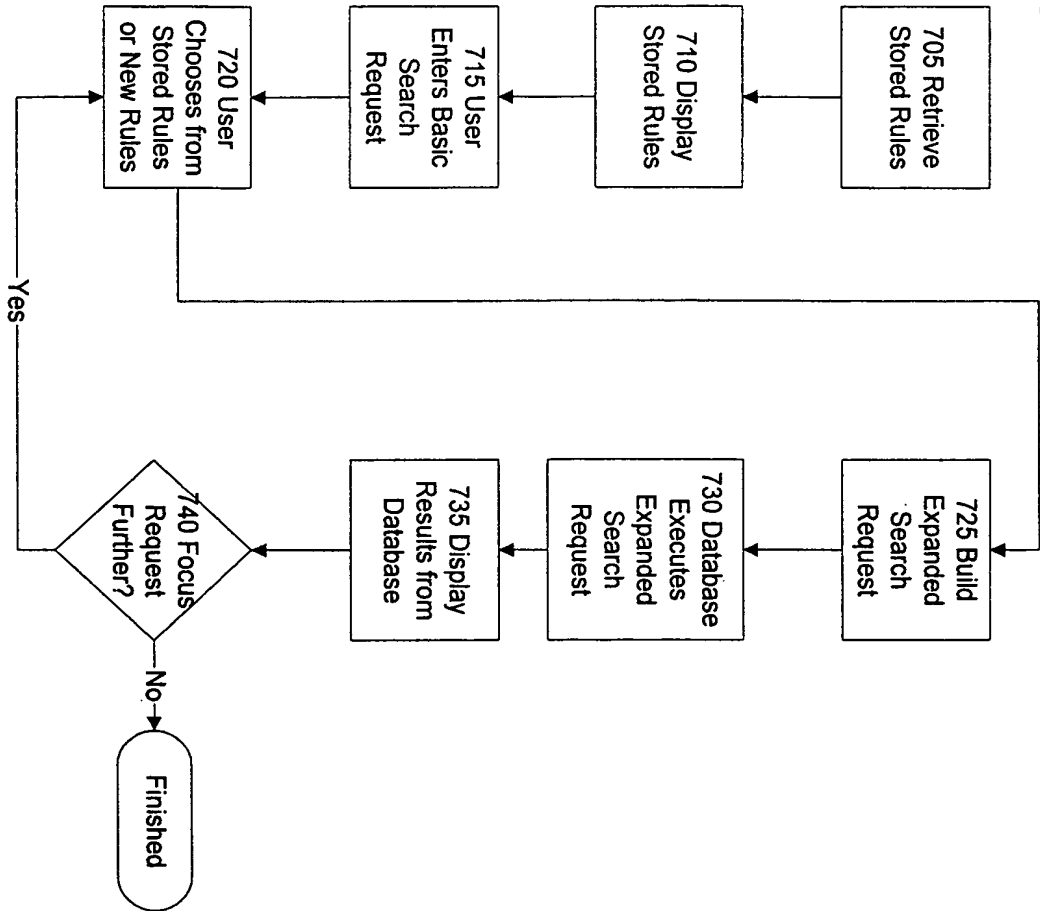 705 Retrieve
Stored Rules
710 Display
Stored Rules
715 User
Enters Basic
Search
Request
720 User
Chooses from
Stored Rules
or New Rules
725 Build
Expanded
Search
Request
730 Database
Executes
Expanded
Search
Request
735 Display
Results from
Database
740 Focus
Request
Further?
Yes
No
Finished